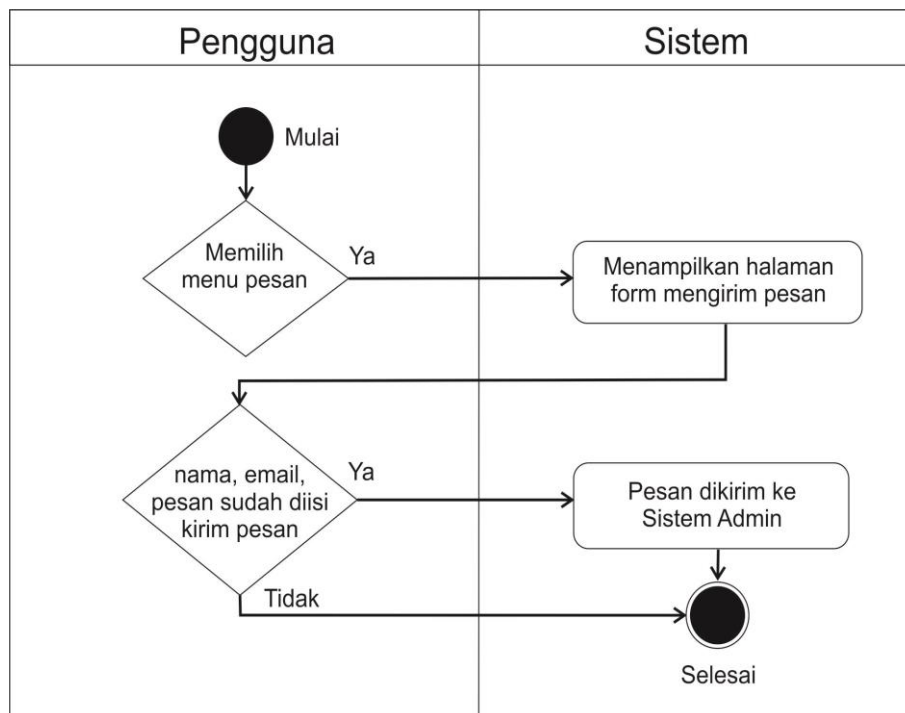 Pengguna
Sistem
Mulai
Memilih
menu pesan
Ya
Menampilkan halaman
form mengirim pesan
nama, email,
pesan sudah diisi
kirim pesan
Ya
Pesan dikirim ke
Sistem Admin
Tidak
Selesai